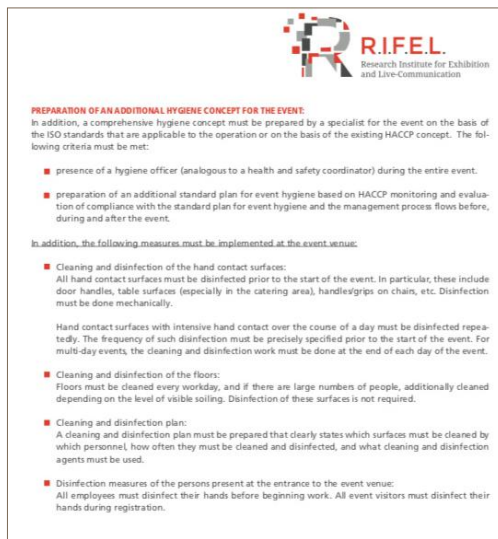 R.I.F.E.L.
Research Institute for Exhibition
and Live-Communication
PREPARATION OF AN ADDITIONAL HYGIENE CONCEPT FOR THE EVENT:
In addition, a comprehensive hygiene concept must be prepared by a specialist for the event on the basis of
the ISO standards that are applicable to the operation or on the basis of the existing HACCP concept. The fol-
lowing criteria must be met:
presence of a hygiene officer (analogous to a health and safety coordinator) during the entire event.
preparation of an additional standard plan for event hygiene based on HACCP monitoring and evalua-
tion of compliance with the standard plan for event hygiene and the management process flows before,
during and after the event.
In addition, the following measures must be implemented at the event venue:
Cleaning and disinfection of the hand contact surfaces:
All hand contact surfaces must be disinfected prior to the start of the event. In particular, these include
door handles, table surfaces (especially in the catering area), handles/grips on chairs, etc. Disinfection
must be done mechanically.
Hand contact surfaces with intensive hand contact over the course of a day must be disinfected repea-
tedly. The frequency of such disinfection must be precisely specified prior to the start of the event. For
multi-day events, the cleaning and disinfection work must be done at the end of each day of the event.
Cleaning and disinfection of the floors:
Floors must be cleaned every workday, and if there are large numbers of people, additionally cleaned
depending on the level of visible soiling. Disinfection of these surfaces is not required.
Cleaning and disinfection plan:
A cleaning and disinfection plan must be prepared that clearly states which surfaces must be cleaned by
which personnel, how often they must be cleaned and disinfected, and what cleaning and disinfection
agents must be used.
Disinfection measures of the persons present at the entrance to the event venue:
All employees must disinfect their hands before beginning work. All event visitors must disinfect their
hands during registration.